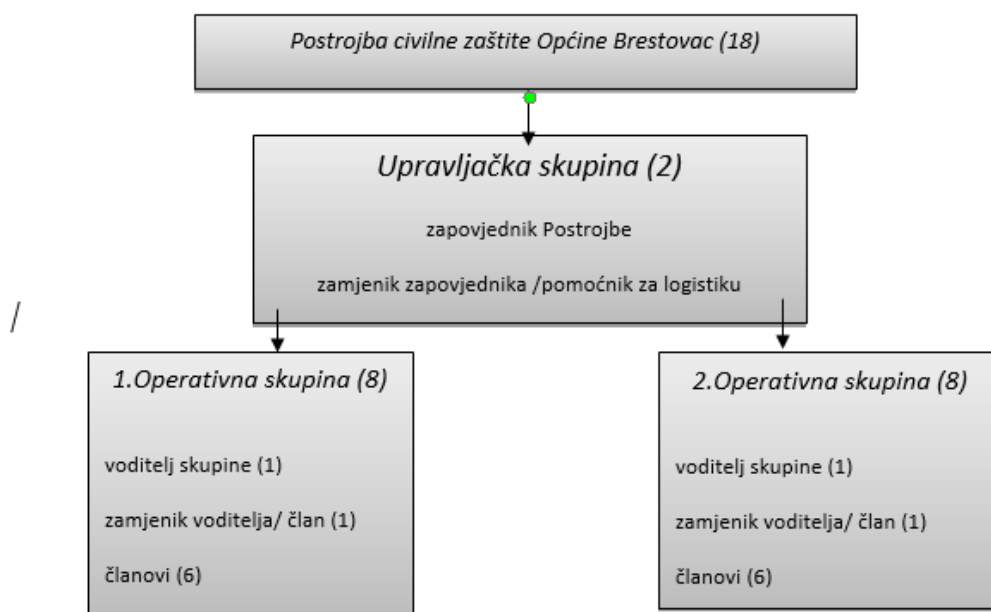 Postrojba civilne zaštite Općine Brestovac (18)
Upravljačka skupina (2)
zapovjednik Postrojbe
zamjenik zapovjednika /pomoćnik za logistiku
/
1.Operativna skupina (8)
voditelj skupine (1)
zamjenik voditelja/ član (1)
članovi (6)
2.Operativna skupina (8)
voditelj skupine (1)
zamjenik voditelja/ član (1)
članovi (6)